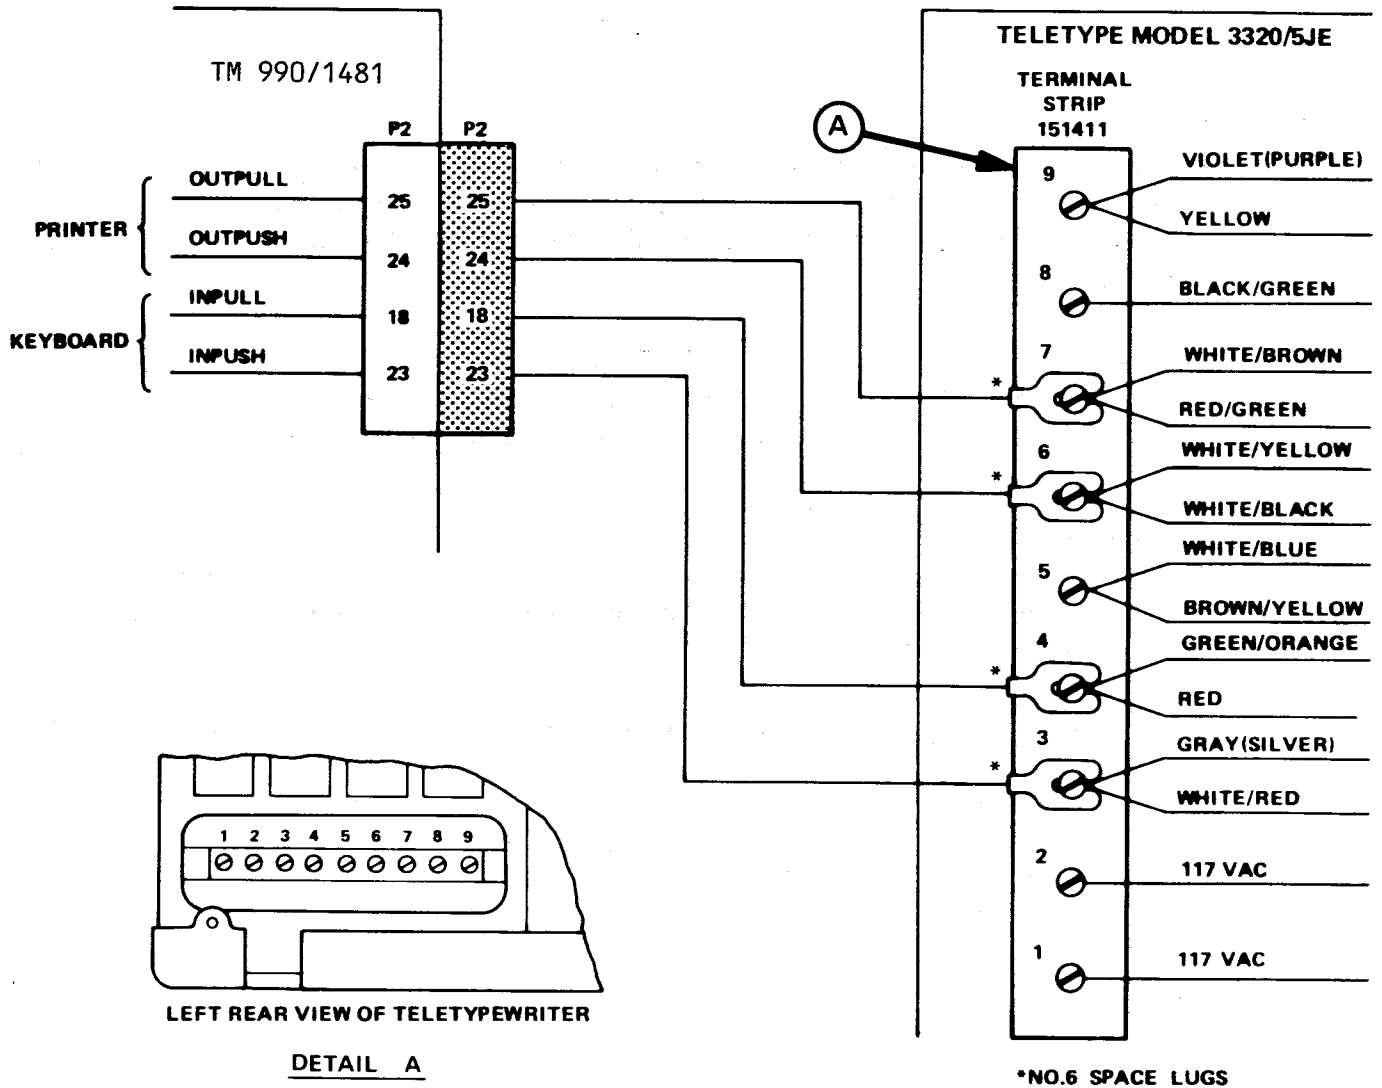 TM 990/1481
P2
P2
PRINTER
OUTPULL
25
25
OUTPUSH
24
24
KEYBOARD
INPULL
18
18
INPUSH
23
23
TELETYPE MODEL 3320/5JE
TERMINAL
STRIP
151411
A
9
VIOLET(PURPLE)
YELLOW
8
BLACK/GREEN
7
WHITE/BROWN
*
RED/GREEN
6
WHITE/YELLOW
*
WHITE/BLACK
5
WHITE/BLUE
BROWN/YELLOW
4
GREEN/ORANGE
*
RED
3
GRAY(SILVER)
*
WHITE/RED
2
117 VAC
1
117 VAC
*NO.6 SPACE LUGS
1 2 3 4 5 6 7 8 9
LEFT REAR VIEW OF TELETYPEWRITER
DETAIL A